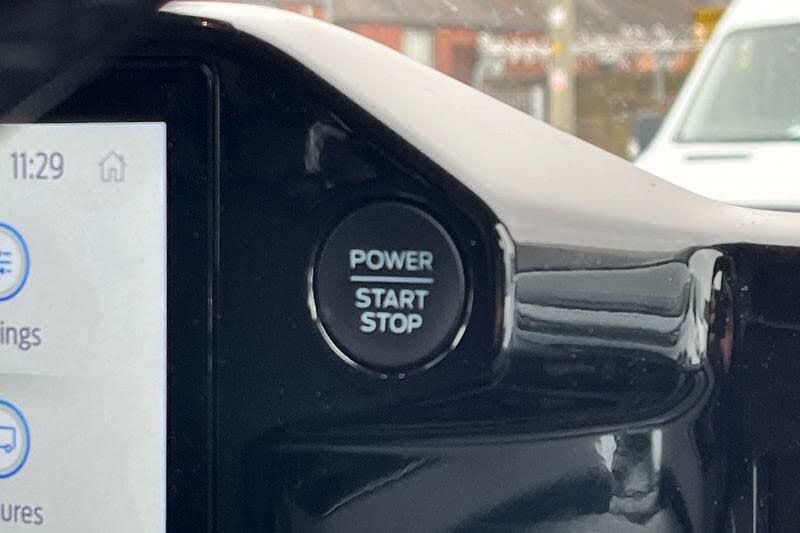 11:29
ings
ures
POWER
START
STOP